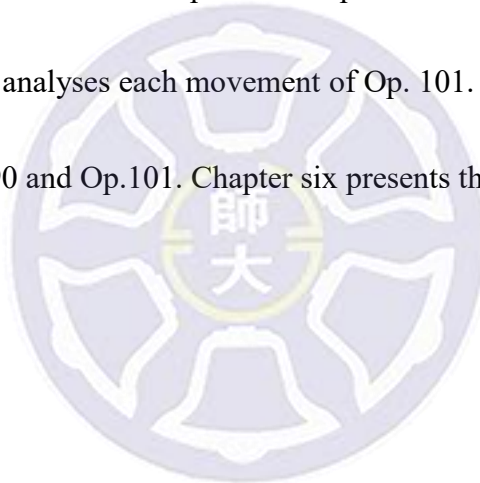 analyses each movement of Op. 101.
0 and Op.101. Chapter six presents th
師
大